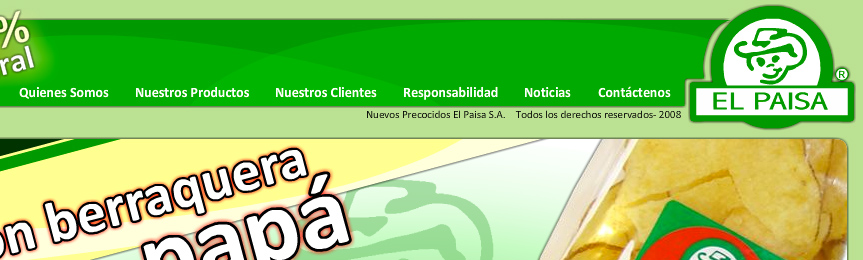 %
ral
Quienes Somos Nuestros Productos Nuestros Clientes Responsabilidad Noticias Contáctenos
EL PAISA ®
Nuevos Precocidos El Paisa S.A. Todos los derechos reservados- 2008
on berraquera
papá